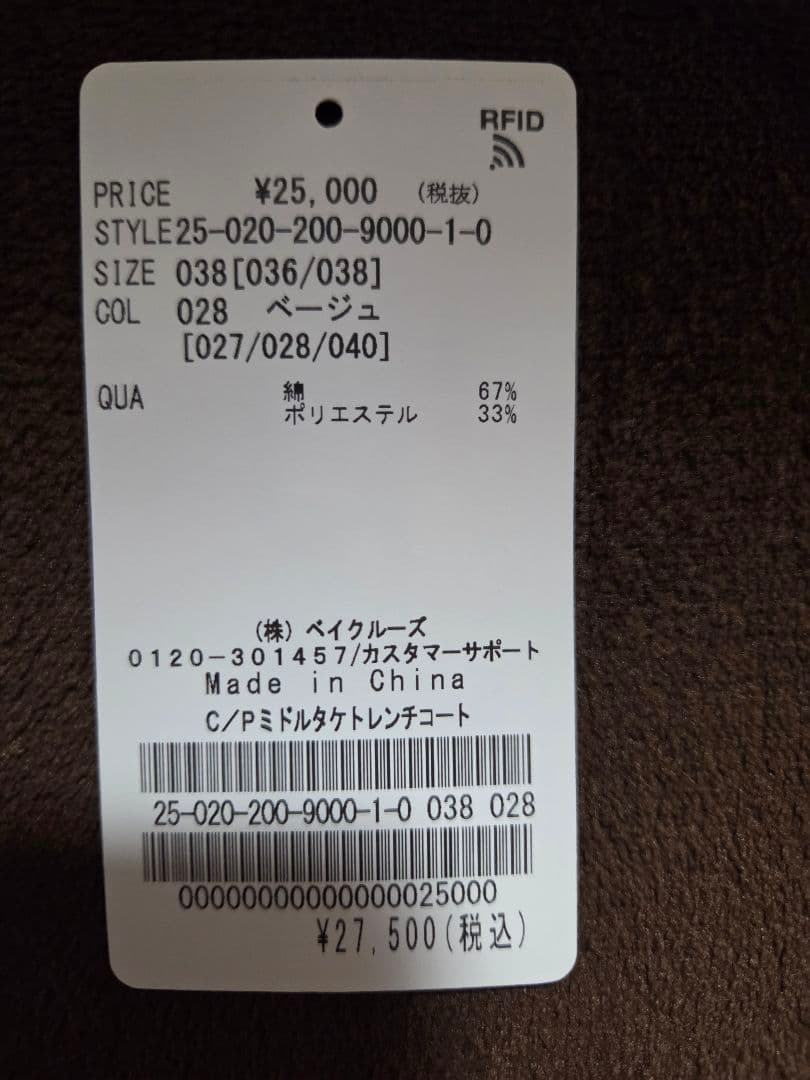 RFID
PRICE ¥25,000 (税抜)
STYLE25-020-200-9000-1-0
SIZE 038[036/038]
COL 028 ベージュ
[027/028/040]
QUA 綿 67%
ポリエステル 33%
(株)ベイクルーズ
0120-301457/カスタマーサポート
Made in China
C/Pミドルタケトレンチコート
25-020-200-9000-1-0 038 028
00000000000000025000
¥27,500(税込)